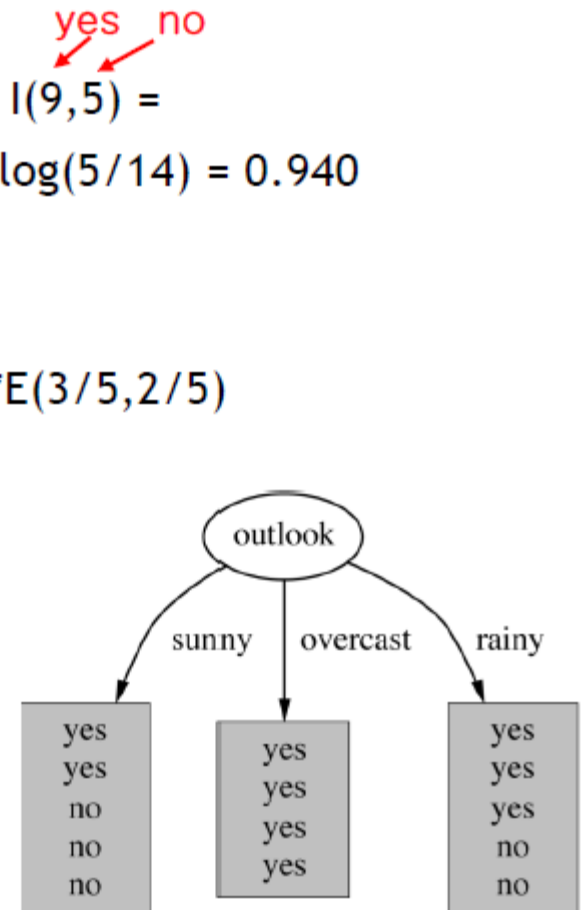 yes no
I(9,5) =
log(5/14) = 0.940
E(3/5,2/5)
outlook
sunny overcast rainy
yes
yes
no
no
no
yes
yes
yes
yes
yes
yes
yes
no
no